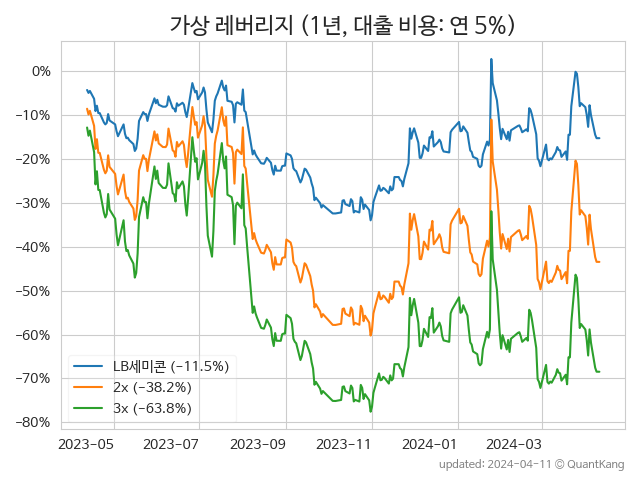 가상 레버리지 (1년, 대출 비용: 연 5%)
0%
−10%
−20%
−30%
−40%
−50%
−60%
−70%
−80%
LB세미콘 (−11.5%)
2x (−38.2%)
3x (−63.8%)
2023-05 2023-07 2023-09 2023-11 2024-01 2024-03
updated: 2024-04-11 © QuantKang